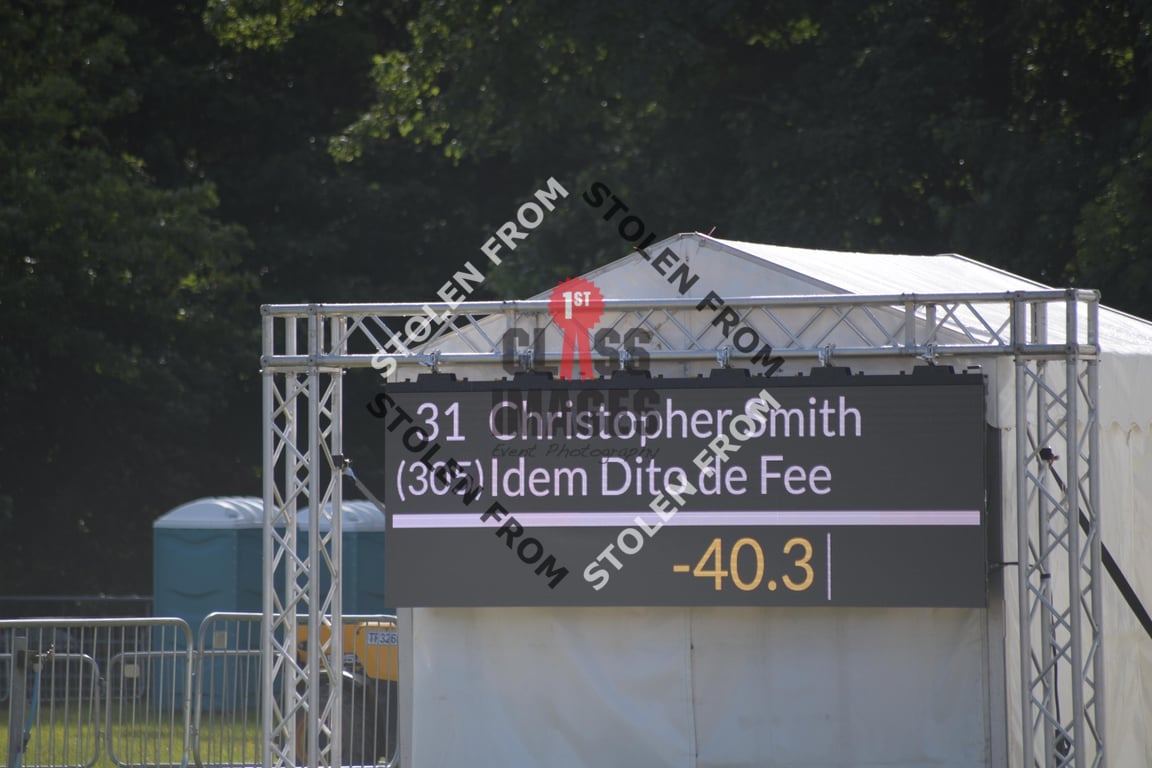 STOLEN FROM
STOLEN FROM
1ST
CLASS
IMAGES
Event Photography
31 Christopher Smith
(305) Idem Dito de Fee
STOLEN FROM
STOLEN FROM
-40.3